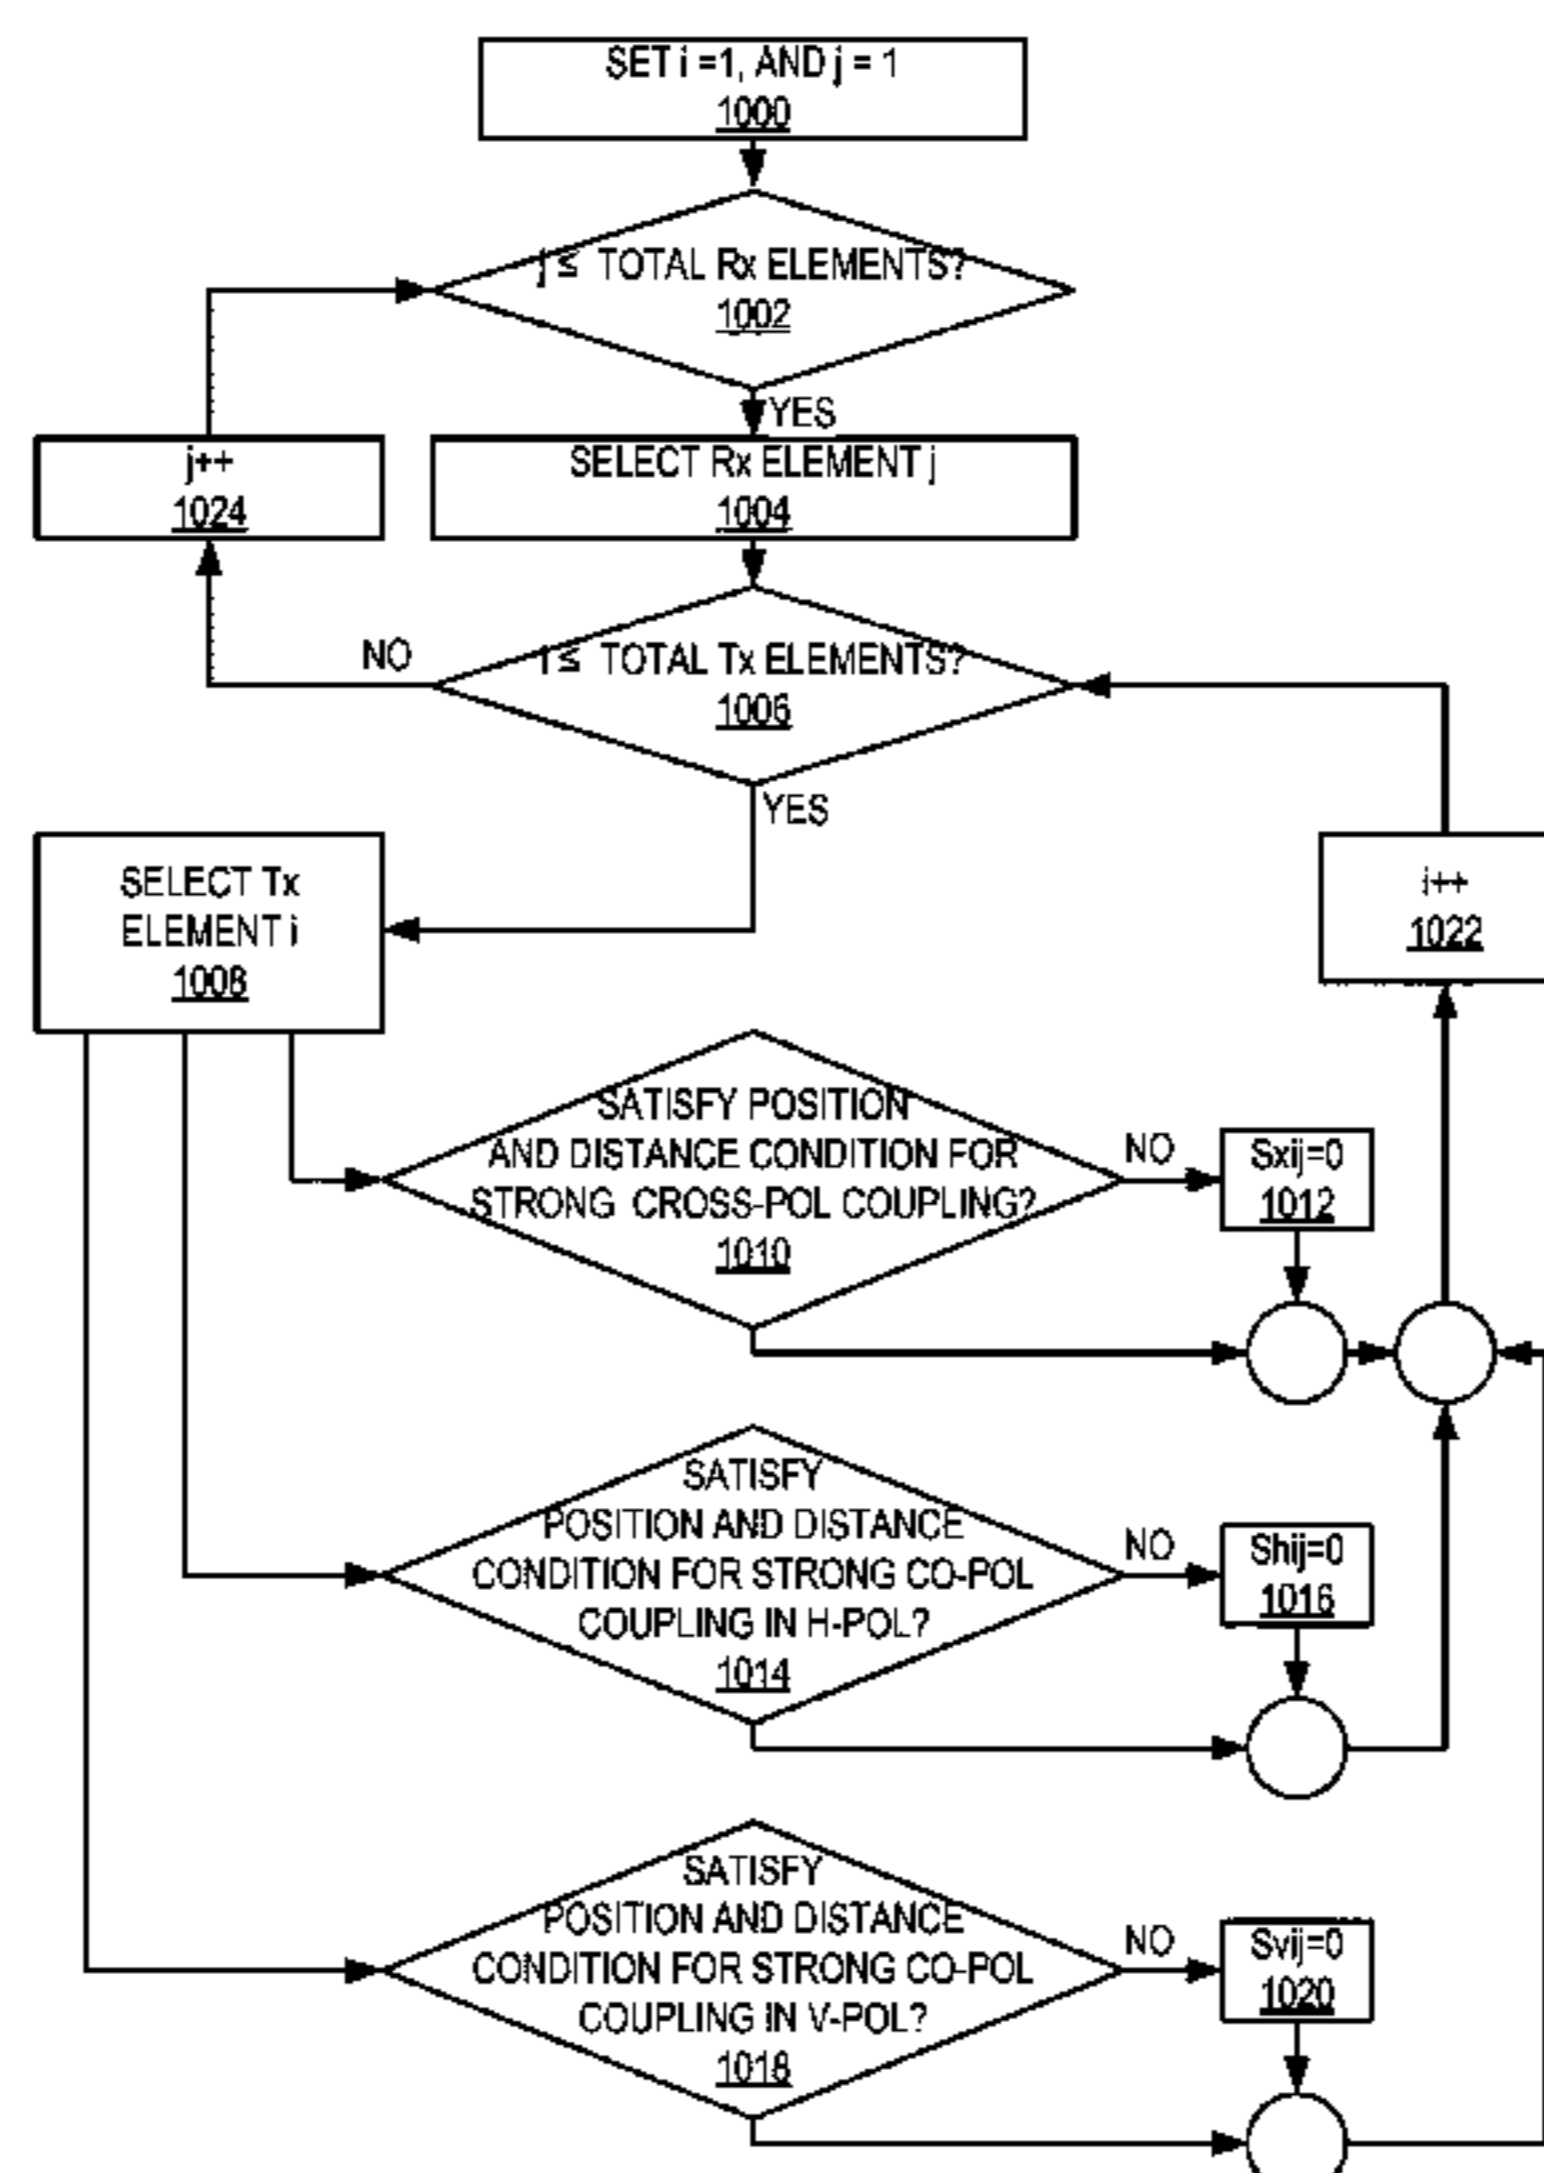 SET i =1, AND j = 1
1000
j ≤ TOTAL Rx ELEMENTS?
1002
YES
j++
1024
SELECT Rx ELEMENT j
1004
NO
i ≤ TOTAL Tx ELEMENTS?
1006
YES
SELECT Tx
ELEMENT i
1008
i++
1022
SATISFY POSITION
AND DISTANCE CONDITION FOR
STRONG CROSS-POL COUPLING?
1010
NO
Sxij=0
1012
SATISFY
POSITION AND DISTANCE
CONDITION FOR STRONG CO-POL
COUPLING IN H-POL?
1014
NO
Shij=0
1016
SATISFY
POSITION AND DISTANCE
CONDITION FOR STRONG CO-POL
COUPLING IN V-POL?
1018
NO
Svij=0
1020